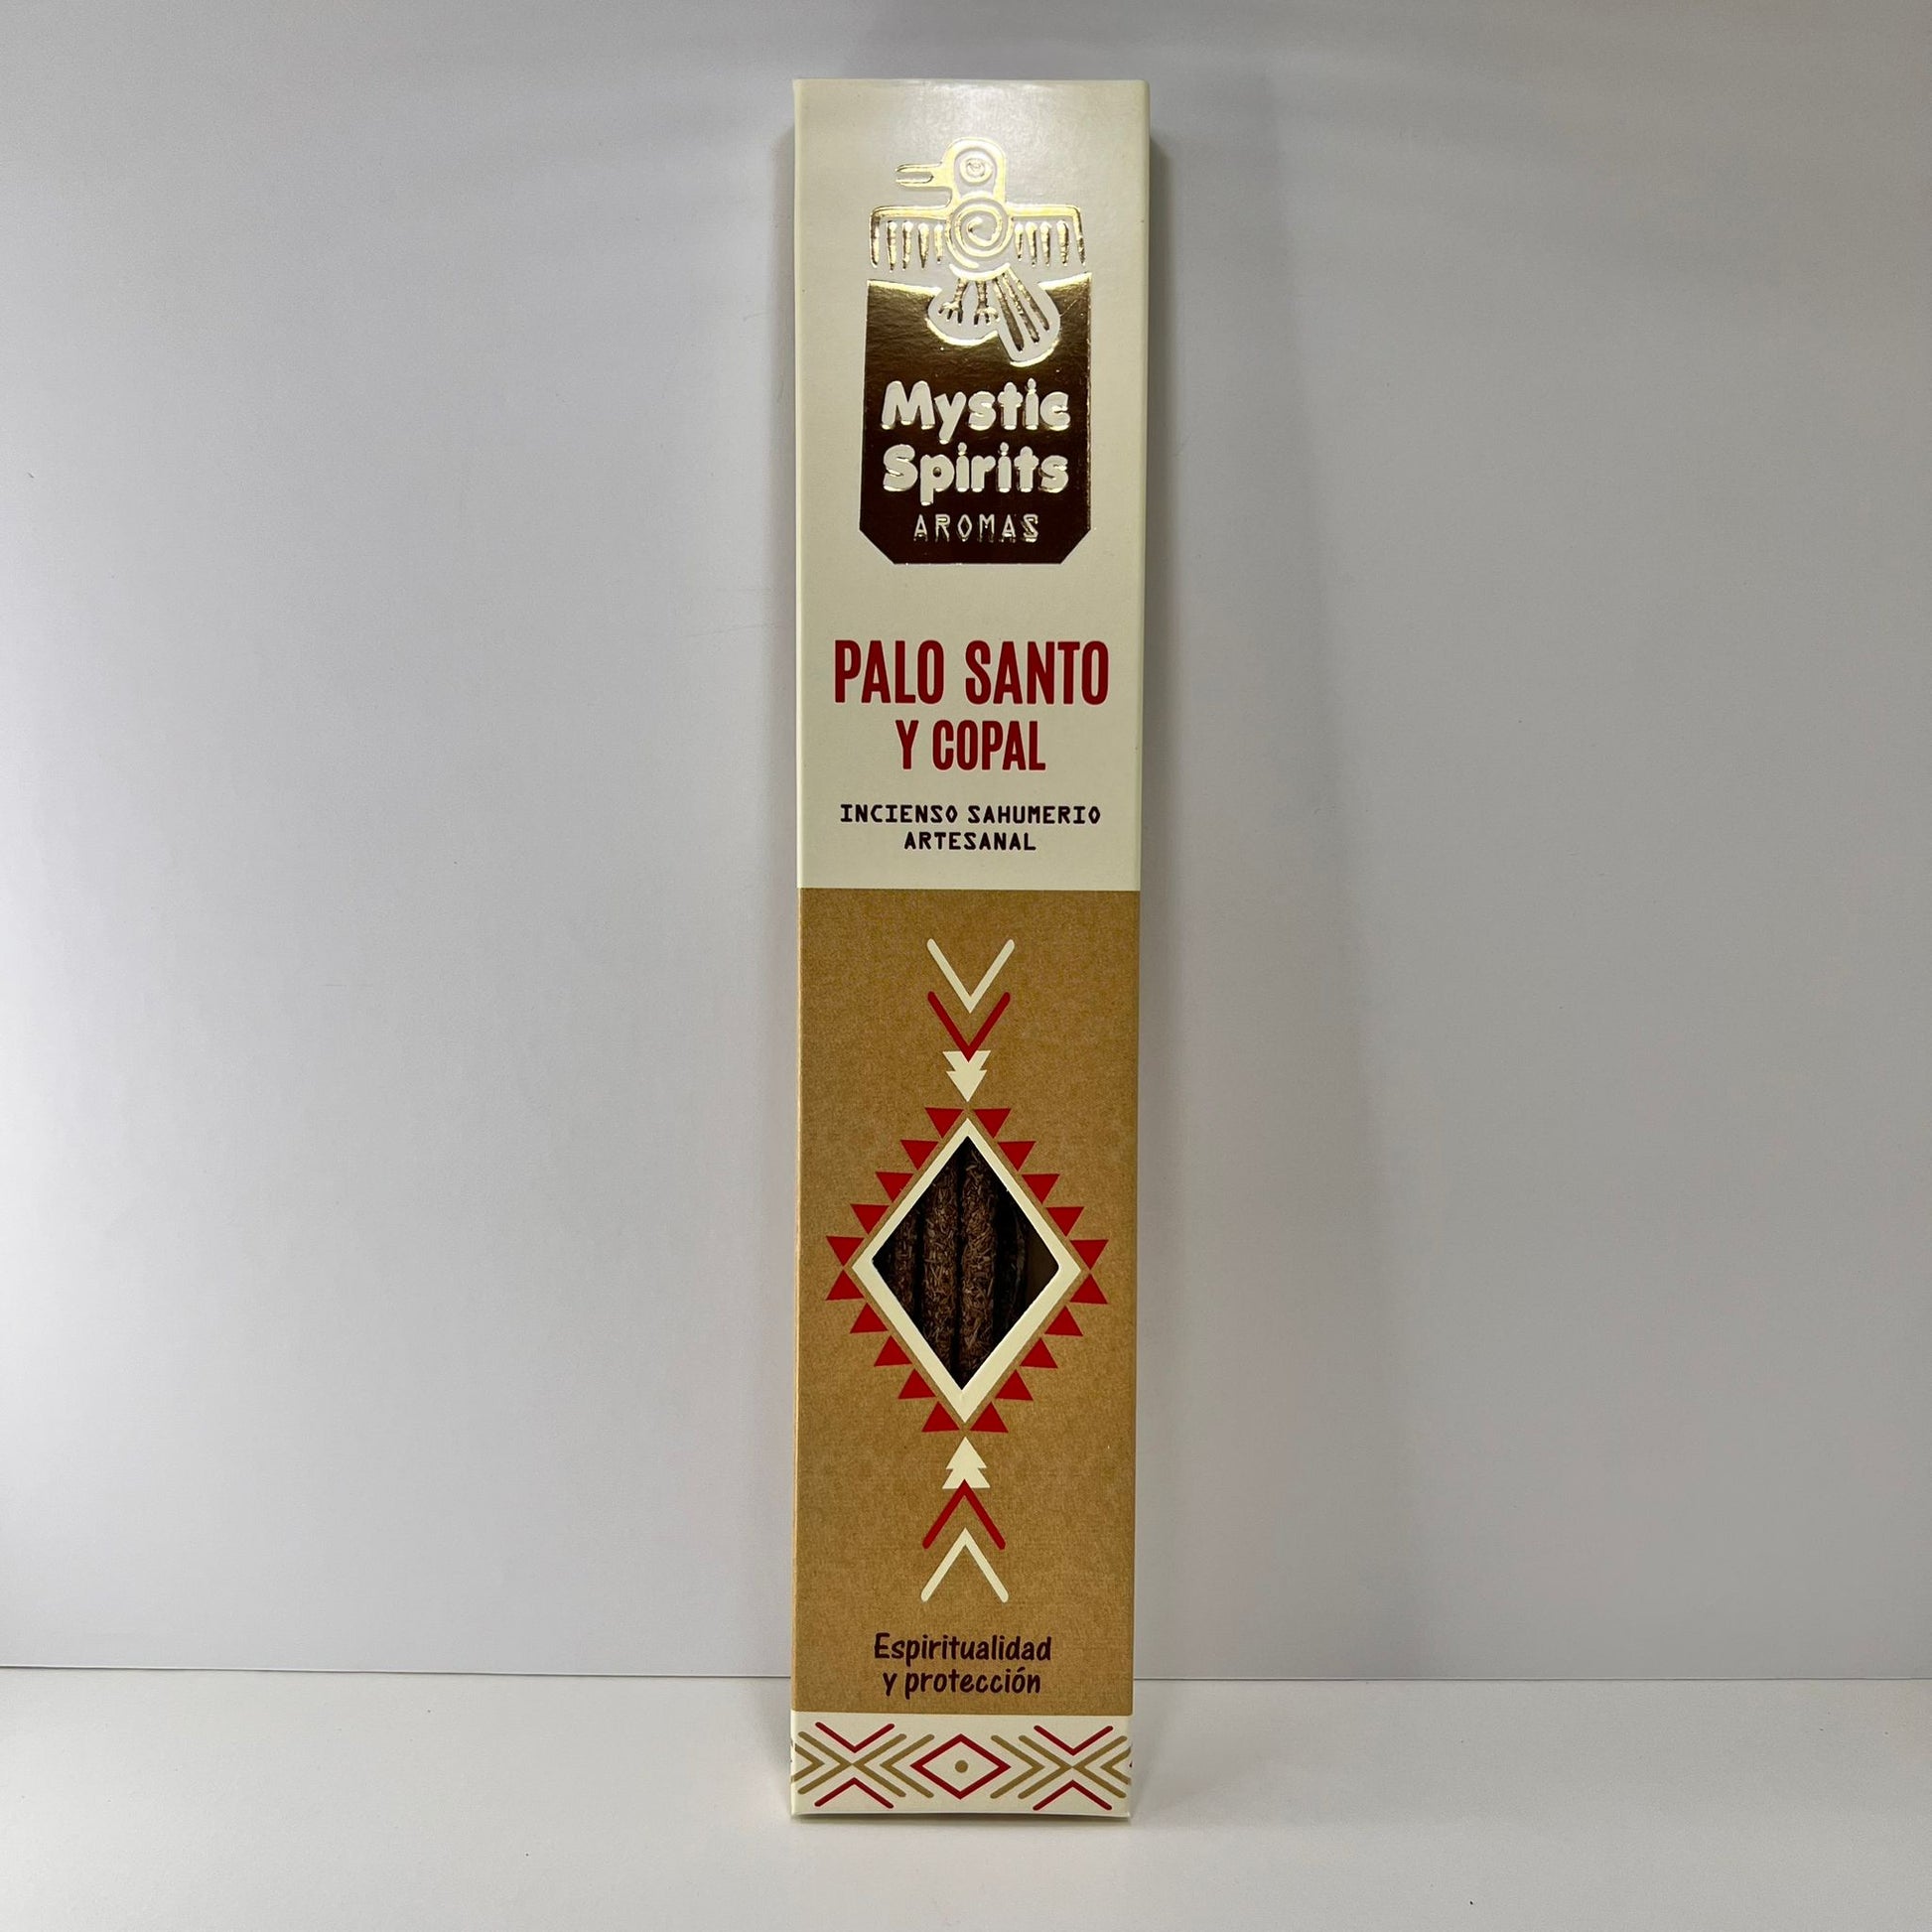 Mystic
Spirits
AROMAS
PALO SANTO
Y COPAL
INCIENSO SAHUMERIO
ARTESANAL
Espiritualidad
y protección